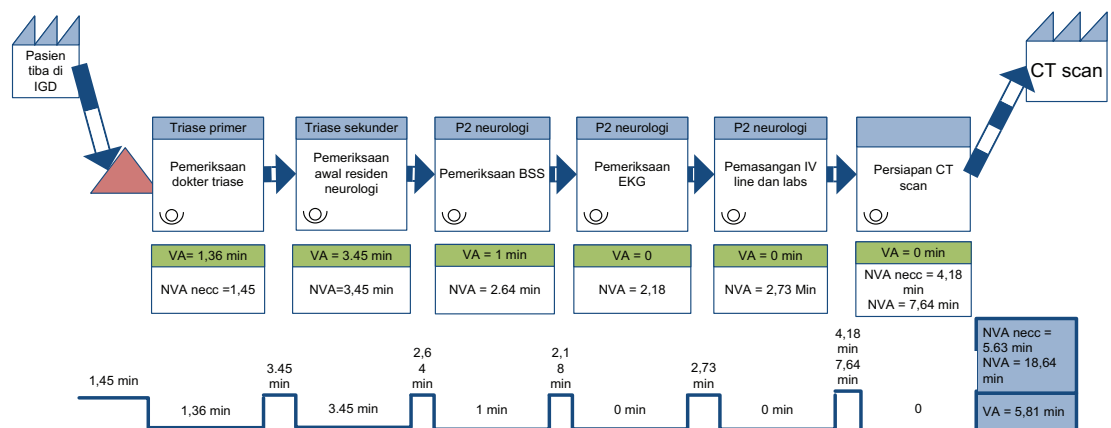 Pasien
tiba di
IGD
CT scan
Triase primer
Pemeriksaan
dokter triase
Triase sekunder
Pemeriksaan
awal residen
neurologi
P2 neurologi
Pemeriksaan BSS
P2 neurologi
Pemeriksaan
EKG
P2 neurologi
Pemasangan IV
line dan labs
Persiapan CT
scan
VA= 1,36 min
NVA necc =1,45
VA = 3.45 min
NVA=3,45 min
VA = 1 min
NVA = 2.64 min
VA = 0
NVA = 2,18
VA = 0 min
NVA = 2,73 Min
VA = 0 min
NVA necc = 4,18
min
NVA = 7,64 min
1,45 min
1,36 min
3.45
min
3.45 min
2,6
4
min
1 min
2,1
8
min
0 min
2,73
min
0 min
4,18
min
7,64
min
0
NVA necc =
5.63 min
NVA = 18,64
min
VA = 5,81 min